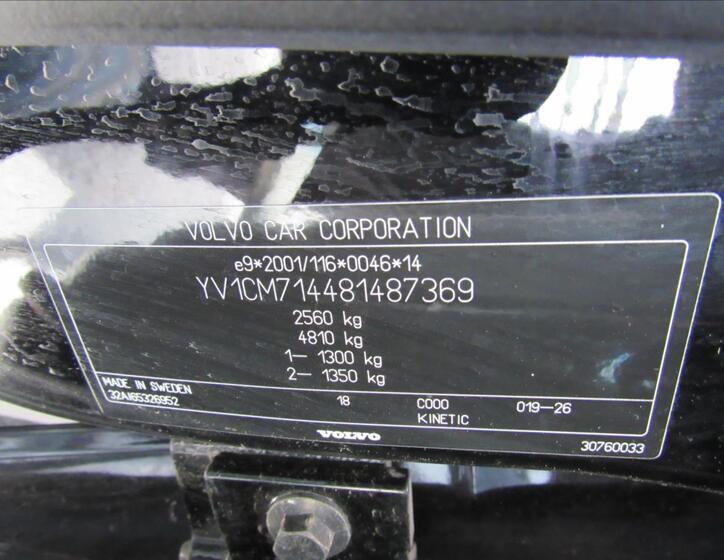 VOLVO CAR CORPORATION
e9*2001/116*0046*14
YV1CM714481487369
2560 kg
4810 kg
1– 1300 kg
2– 1350 kg
MADE IN SWEDEN
32AI65326952 18 C000 019–26
KINETIC
VOLVO
30760033